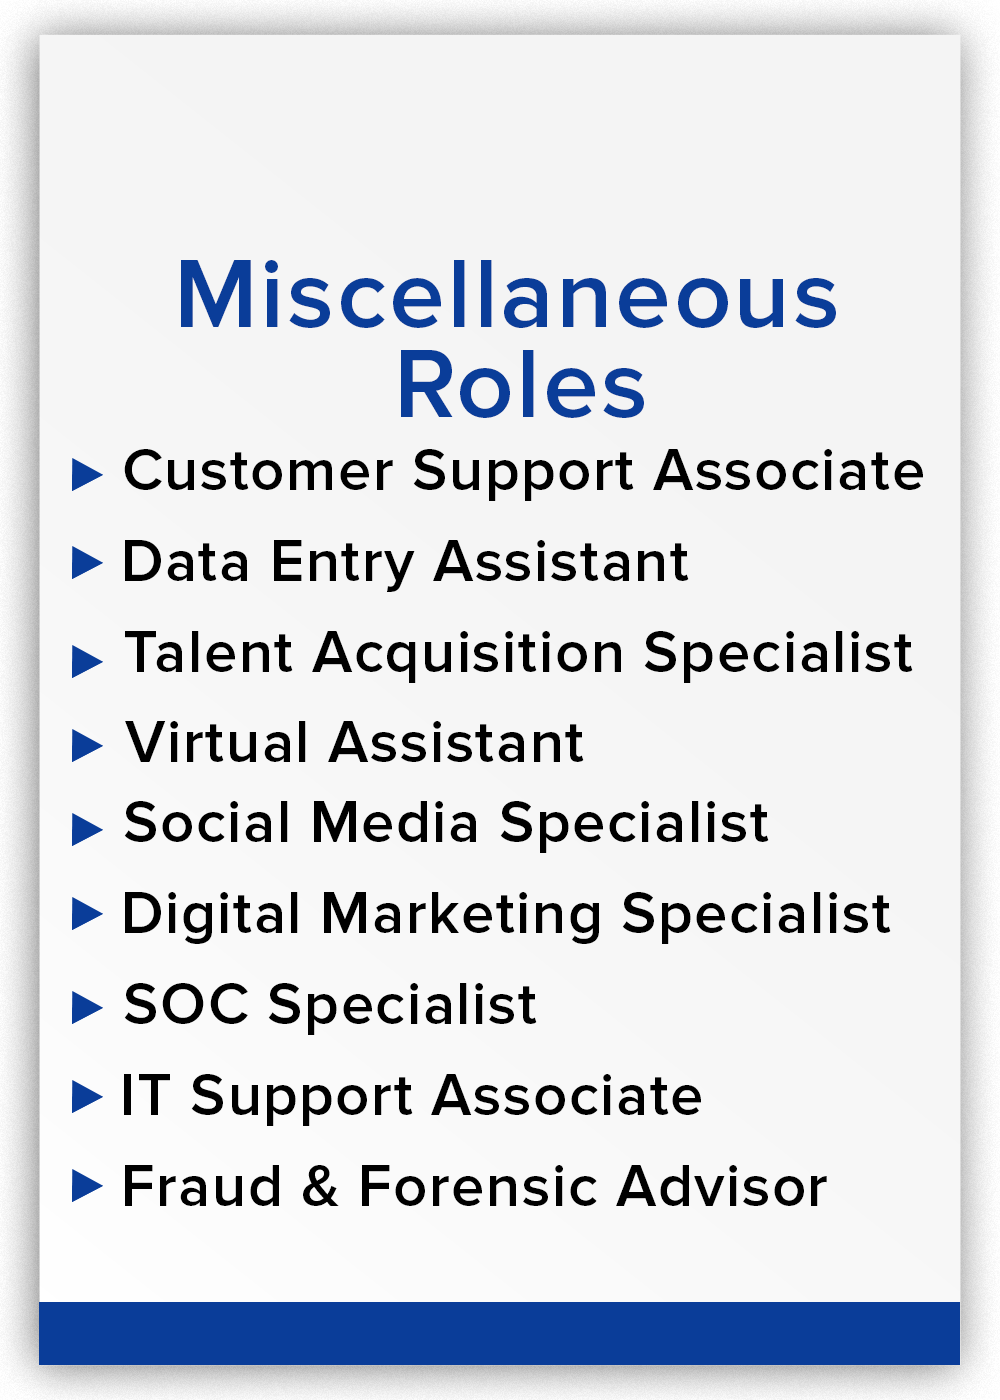 Miscellaneous
Roles
Customer Support Associate
Data Entry Assistant
Talent Acquisition Specialist
Virtual Assistant
Social Media Specialist
Digital Marketing Specialist
SOC Specialist
IT Support Associate
Fraud & Forensic Advisor